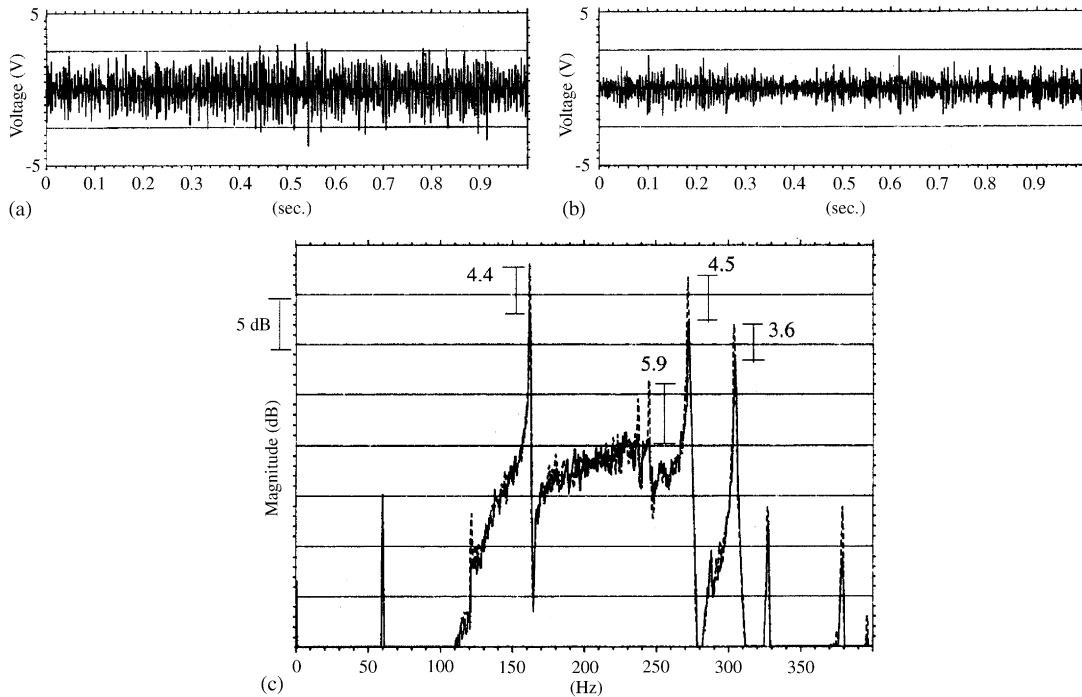 5
Voltage (V)
-5
0 0.1 0.2 0.3 0.4 0.5 0.6 0.7 0.8 0.9
(sec.)
(a)
5
Voltage (V)
-5
0 0.1 0.2 0.3 0.4 0.5 0.6 0.7 0.8 0.9
(sec.)
(b)
4.4
4.5
5 dB
3.6
5.9
Magnitude (dB)
0 50 100 150 200 250 300 350
(Hz)
(c)